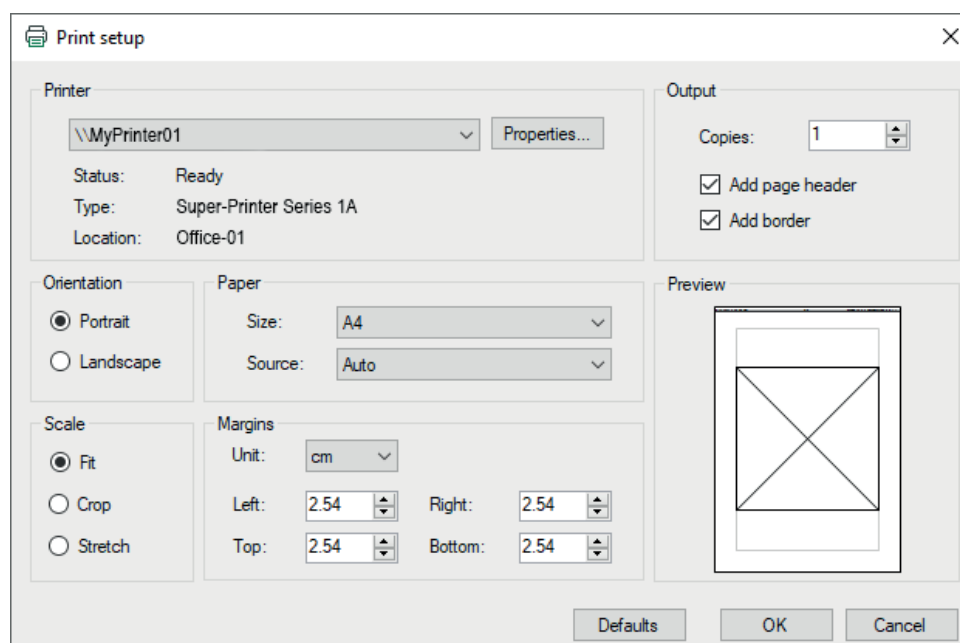 Print setup
Printer
\\MyPrinter01
Properties...
Status: Ready
Type: Super-Printer Series 1A
Location: Office-01
Output
Copies: 1
Add page header
Add border
Orientation
Portrait
Landscape
Paper
Size: A4
Source: Auto
Preview
Scale
Fit
Crop
Stretch
Margins
Unit: cm
Left: 2.54 Right: 2.54
Top: 2.54 Bottom: 2.54
Defaults OK Cancel